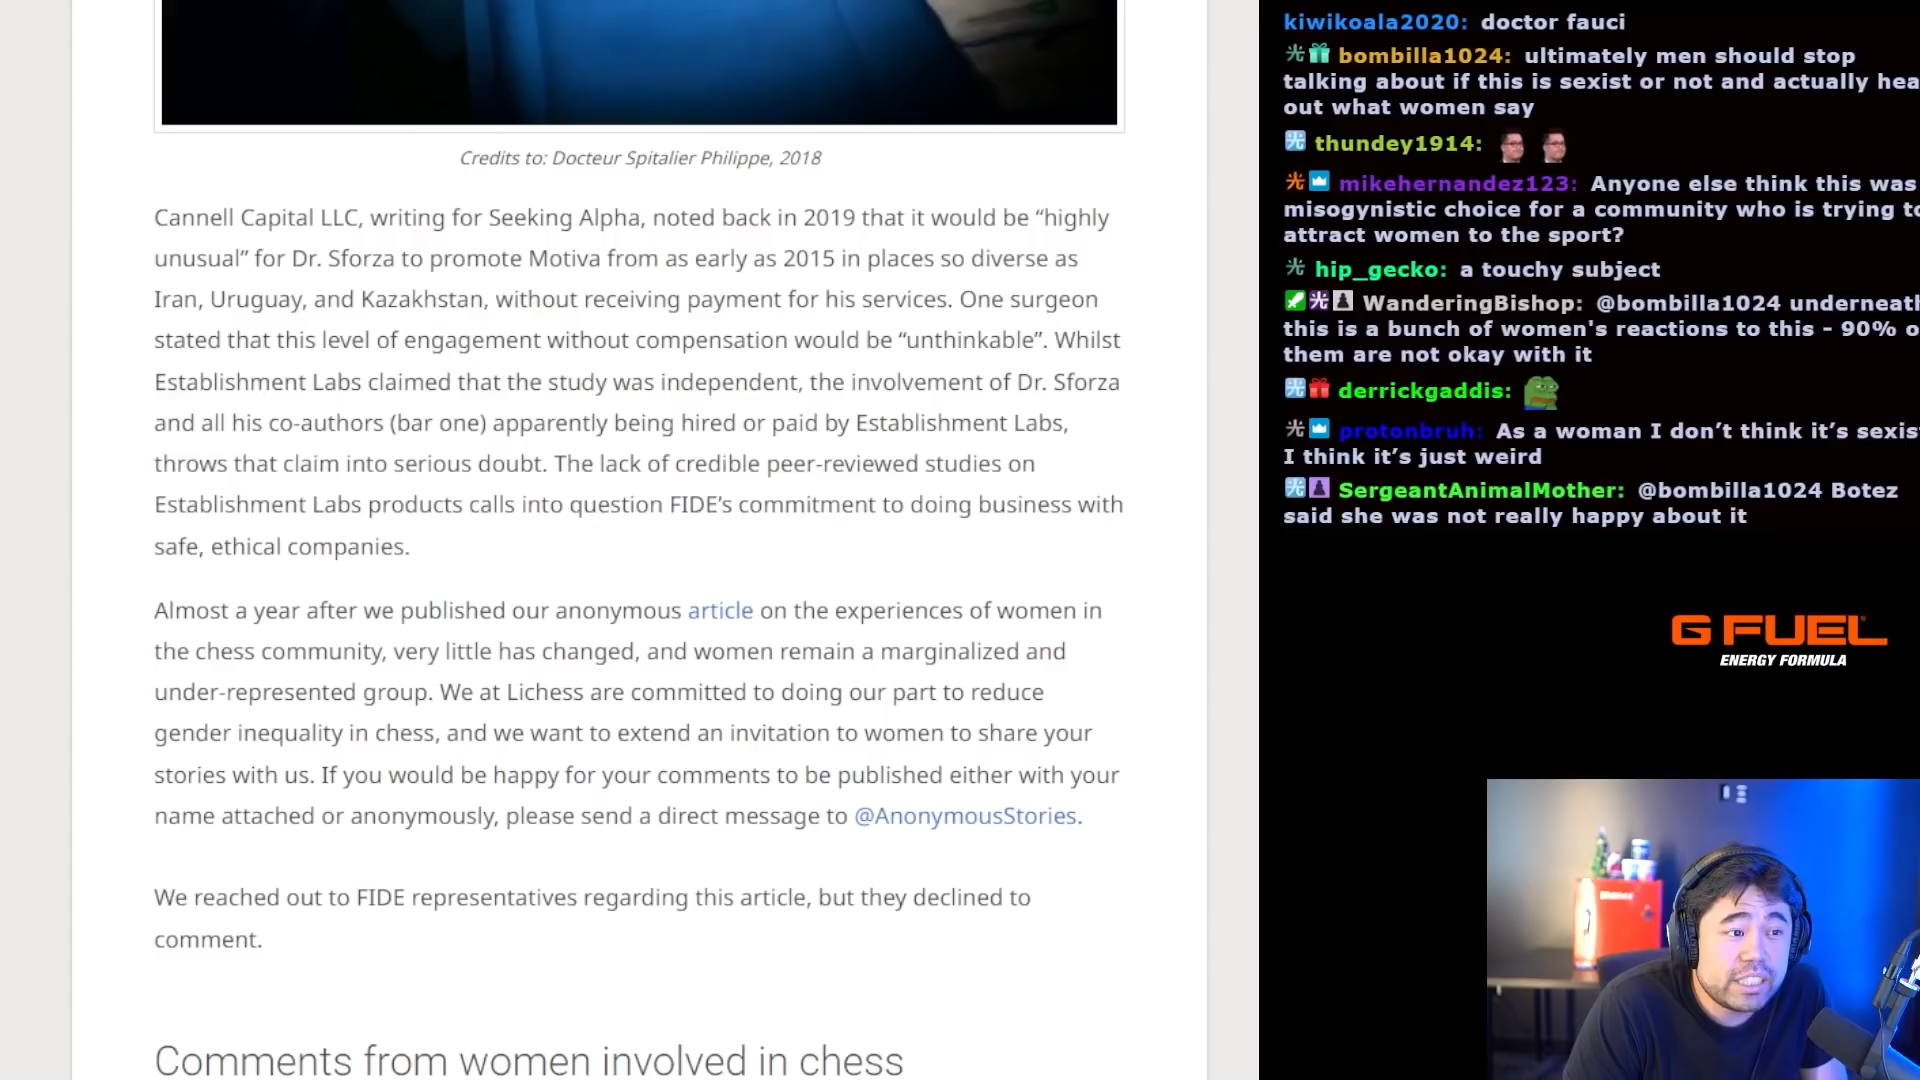 Credits to: Docteur Spitalier Philippe, 2018
Cannell Capital LLC, writing for Seeking Alpha, noted back in 2019 that it would be “highly
unusual” for Dr. Sforza to promote Motiva from as early as 2015 in places so diverse as
Iran, Uruguay, and Kazakhstan, without receiving payment for his services. One surgeon
stated that this level of engagement without compensation would be “unthinkable”. Whilst
Establishment Labs claimed that the study was independent, the involvement of Dr. Sforza
and all his co-authors (bar one) apparently being hired or paid by Establishment Labs,
throws that claim into serious doubt. The lack of credible peer-reviewed studies on
Establishment Labs products calls into question FIDE’s commitment to doing business with
safe, ethical companies.
Almost a year after we published our anonymous article on the experiences of women in
the chess community, very little has changed, and women remain a marginalized and
under-represented group. We at Lichess are committed to doing our part to reduce
gender inequality in chess, and we want to extend an invitation to women to share your
stories with us. If you would be happy for your comments to be published either with your
name attached or anonymously, please send a direct message to @AnonymousStories.
We reached out to FIDE representatives regarding this article, but they declined to
comment.
Comments from women involved in chess
kiwikoala2020: doctor fauci
bombilla1024: ultimately men should stop
talking about if this is sexist or not and actually hea
out what women say
thundey1914:
mikehernandez123: Anyone else think this was
misogynistic choice for a community who is trying to
attract women to the sport?
hip_gecko: a touchy subject
WanderingBishop: @bombilla1024 underneath
this is a bunch of women's reactions to this - 90% o
them are not okay with it
derrickgaddis:
protonbruh: As a woman I don’t think it’s sexis
I think it’s just weird
SergeantAnimalMother: @bombilla1024 Botez
said she was not really happy about it
G FUEL
ENERGY FORMULA